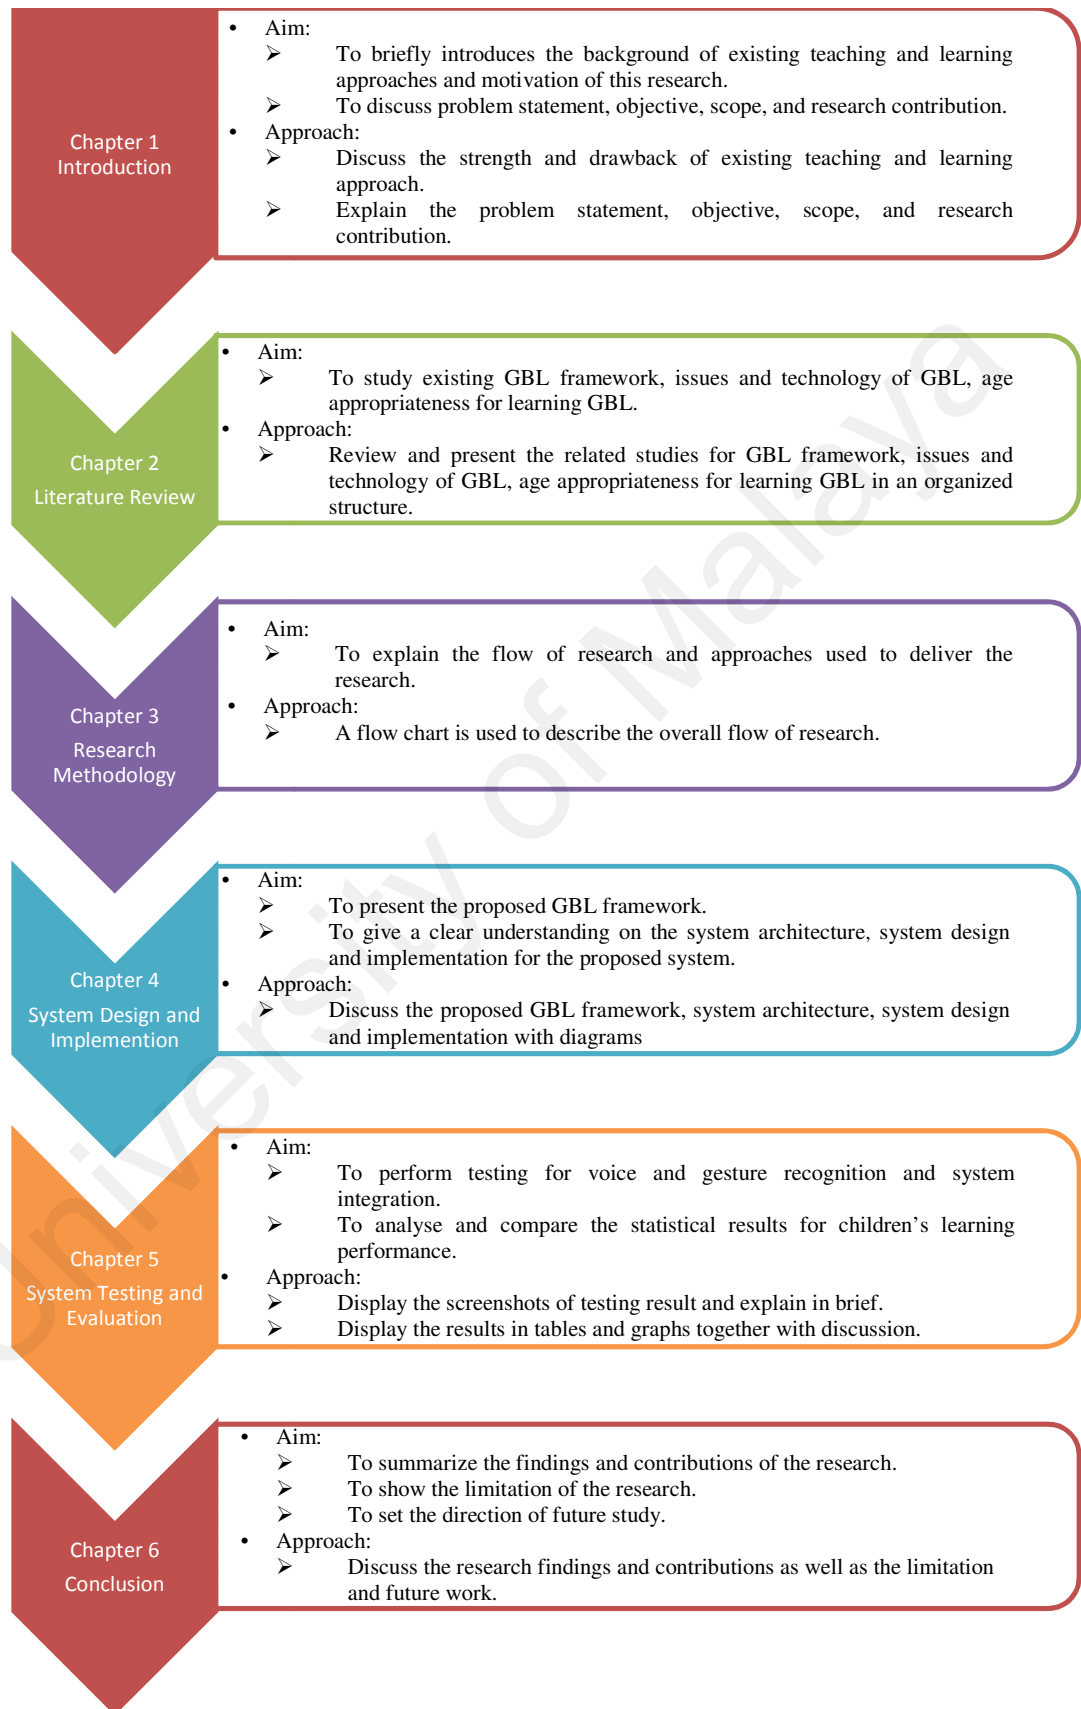 Chapter 1
Introduction
• Aim:
➢ To briefly introduces the background of existing teaching and learning
approaches and motivation of this research.
➢ To discuss problem statement, objective, scope, and research contribution.
• Approach:
➢ Discuss the strength and drawback of existing teaching and learning
approach.
➢ Explain the problem statement, objective, scope, and research
contribution.
Chapter 2
Literature Review
• Aim:
➢ To study existing GBL framework, issues and technology of GBL, age
appropriateness for learning GBL.
• Approach:
➢ Review and present the related studies for GBL framework, issues and
technology of GBL, age appropriateness for learning GBL in an organized
structure.
Chapter 3
Research
Methodology
• Aim:
➢ To explain the flow of research and approaches used to deliver the
research.
• Approach:
➢ A flow chart is used to describe the overall flow of research.
Chapter 4
System Design and
Implemention
• Aim:
➢ To present the proposed GBL framework.
➢ To give a clear understanding on the system architecture, system design
and implementation for the proposed system.
• Approach:
➢ Discuss the proposed GBL framework, system architecture, system design
and implementation with diagrams
Chapter 5
System Testing and
Evaluation
• Aim:
➢ To perform testing for voice and gesture recognition and system
integration.
➢ To analyse and compare the statistical results for children’s learning
performance.
• Approach:
➢ Display the screenshots of testing result and explain in brief.
➢ Display the results in tables and graphs together with discussion.
Chapter 6
Conclusion
• Aim:
➢ To summarize the findings and contributions of the research.
➢ To show the limitation of the research.
➢ To set the direction of future study.
• Approach:
➢ Discuss the research findings and contributions as well as the limitation
and future work.
University of Malaya